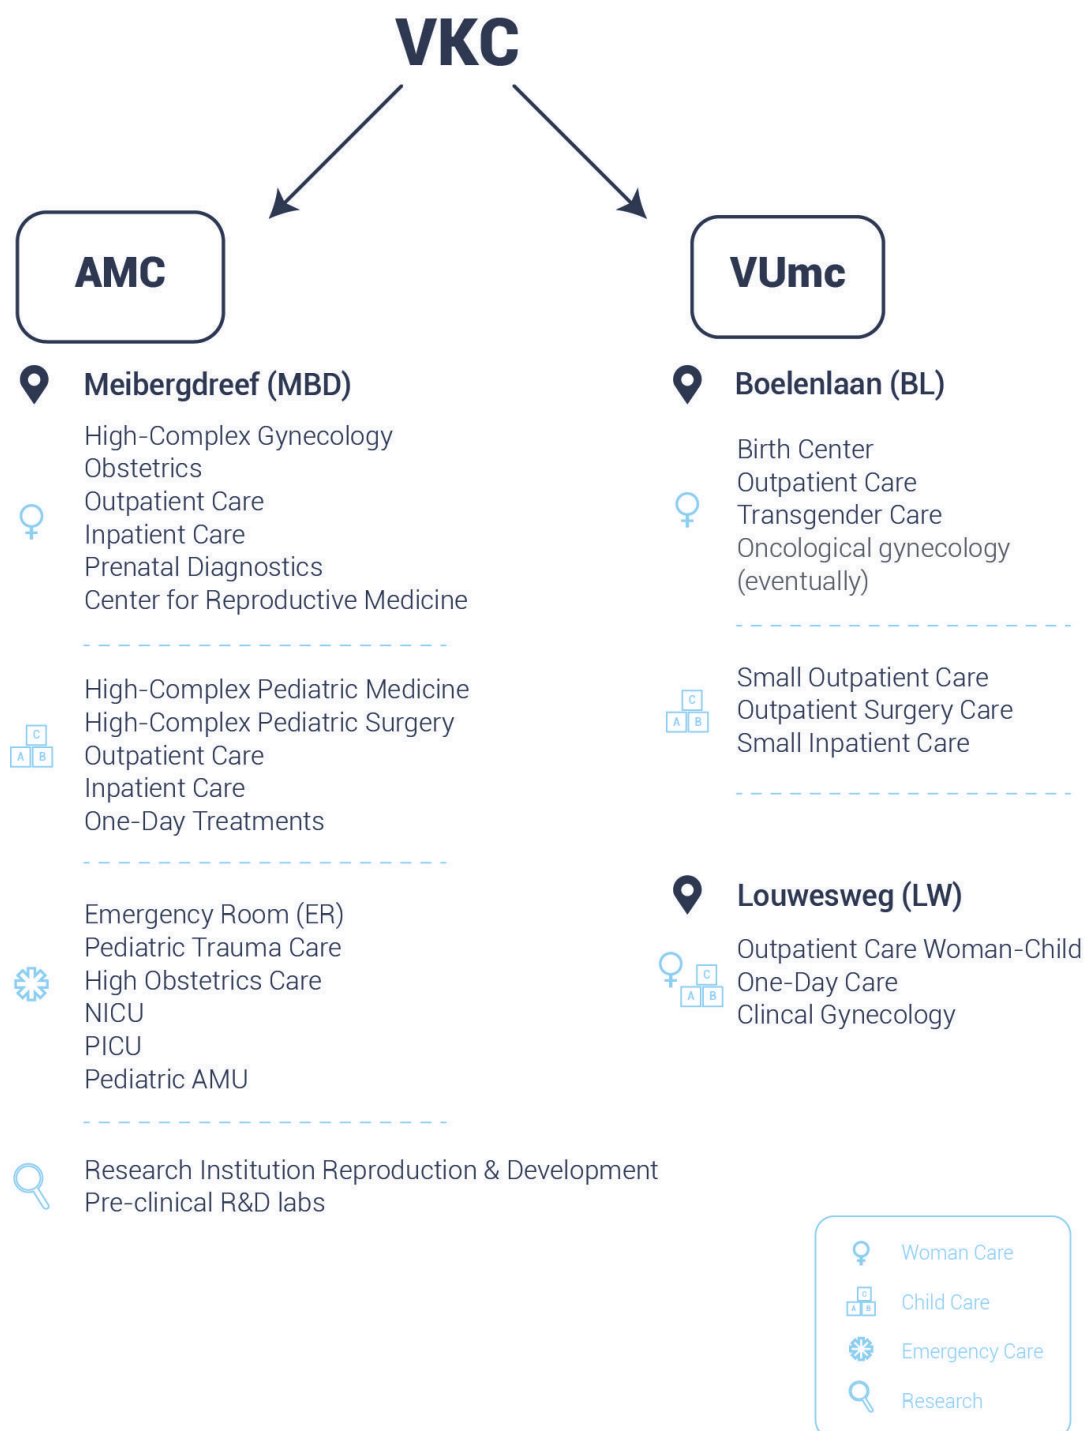 VKC
AMC
Meibergdreef (MBD)
High-Complex Gynecology
Obstetrics
Outpatient Care
Inpatient Care
Prenatal Diagnostics
Center for Reproductive Medicine
C
A B
High-Complex Pediatric Medicine
High-Complex Pediatric Surgery
Outpatient Care
Inpatient Care
One-Day Treatments
Emergency Room (ER)
Pediatric Trauma Care
High Obstetrics Care
NICU
PICU
Pediatric AMU
Research Institution Reproduction & Development
Pre-clinical R&D labs
VUmc
Boelenlaan (BL)
Birth Center
Outpatient Care
Transgender Care
Oncological gynecology
(eventually)
C
A B
Small Outpatient Care
Outpatient Surgery Care
Small Inpatient Care
Louwesweg (LW)
C
A B
Outpatient Care Woman-Child
One-Day Care
Clincal Gynecology
Woman Care
C
A B
Child Care
Emergency Care
Research